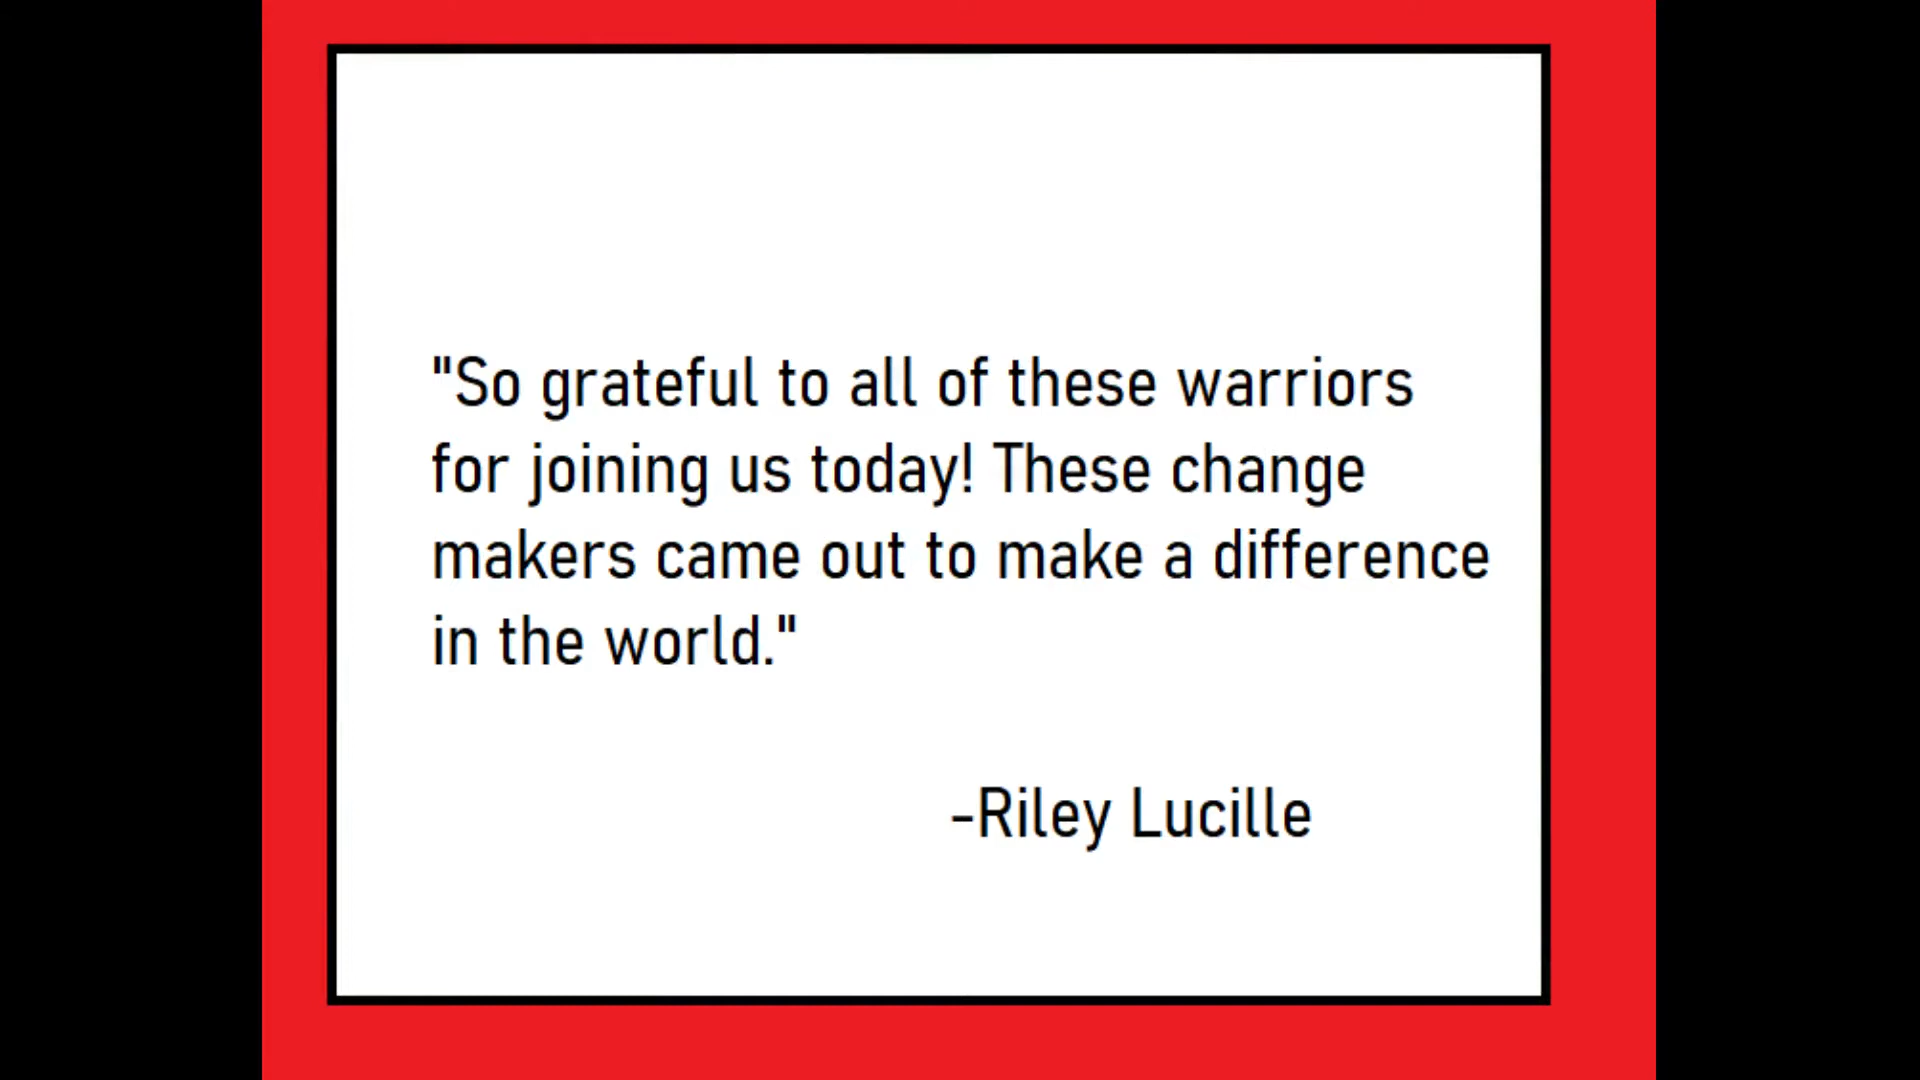 "So grateful to all of these warriors
for joining us today! These change
makers came out to make a difference
in the world."
-Riley Lucille